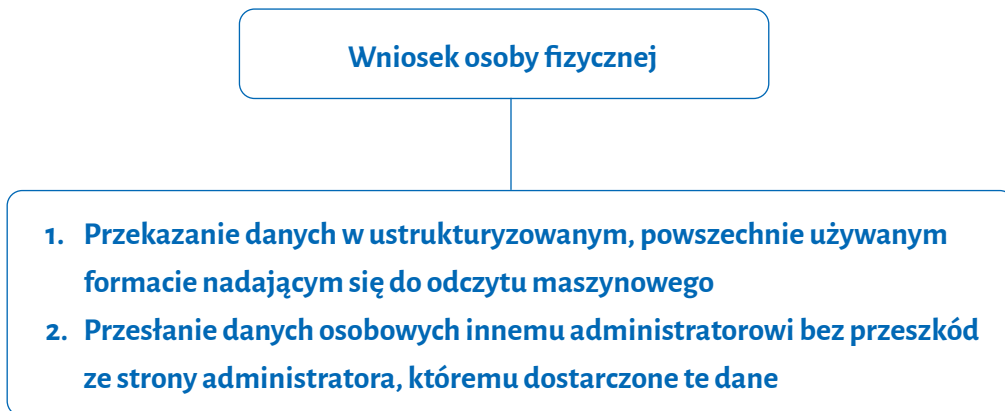 Wniosek osoby fizycznej
1. Przekazanie danych w ustrukturyzowanym, powszechnie używanym
formacie nadającym się do odczytu maszynowego
2. Przesłanie danych osobowych innemu administratorowi bez przeszkód
ze strony administratora, któremu dostarczone te dane